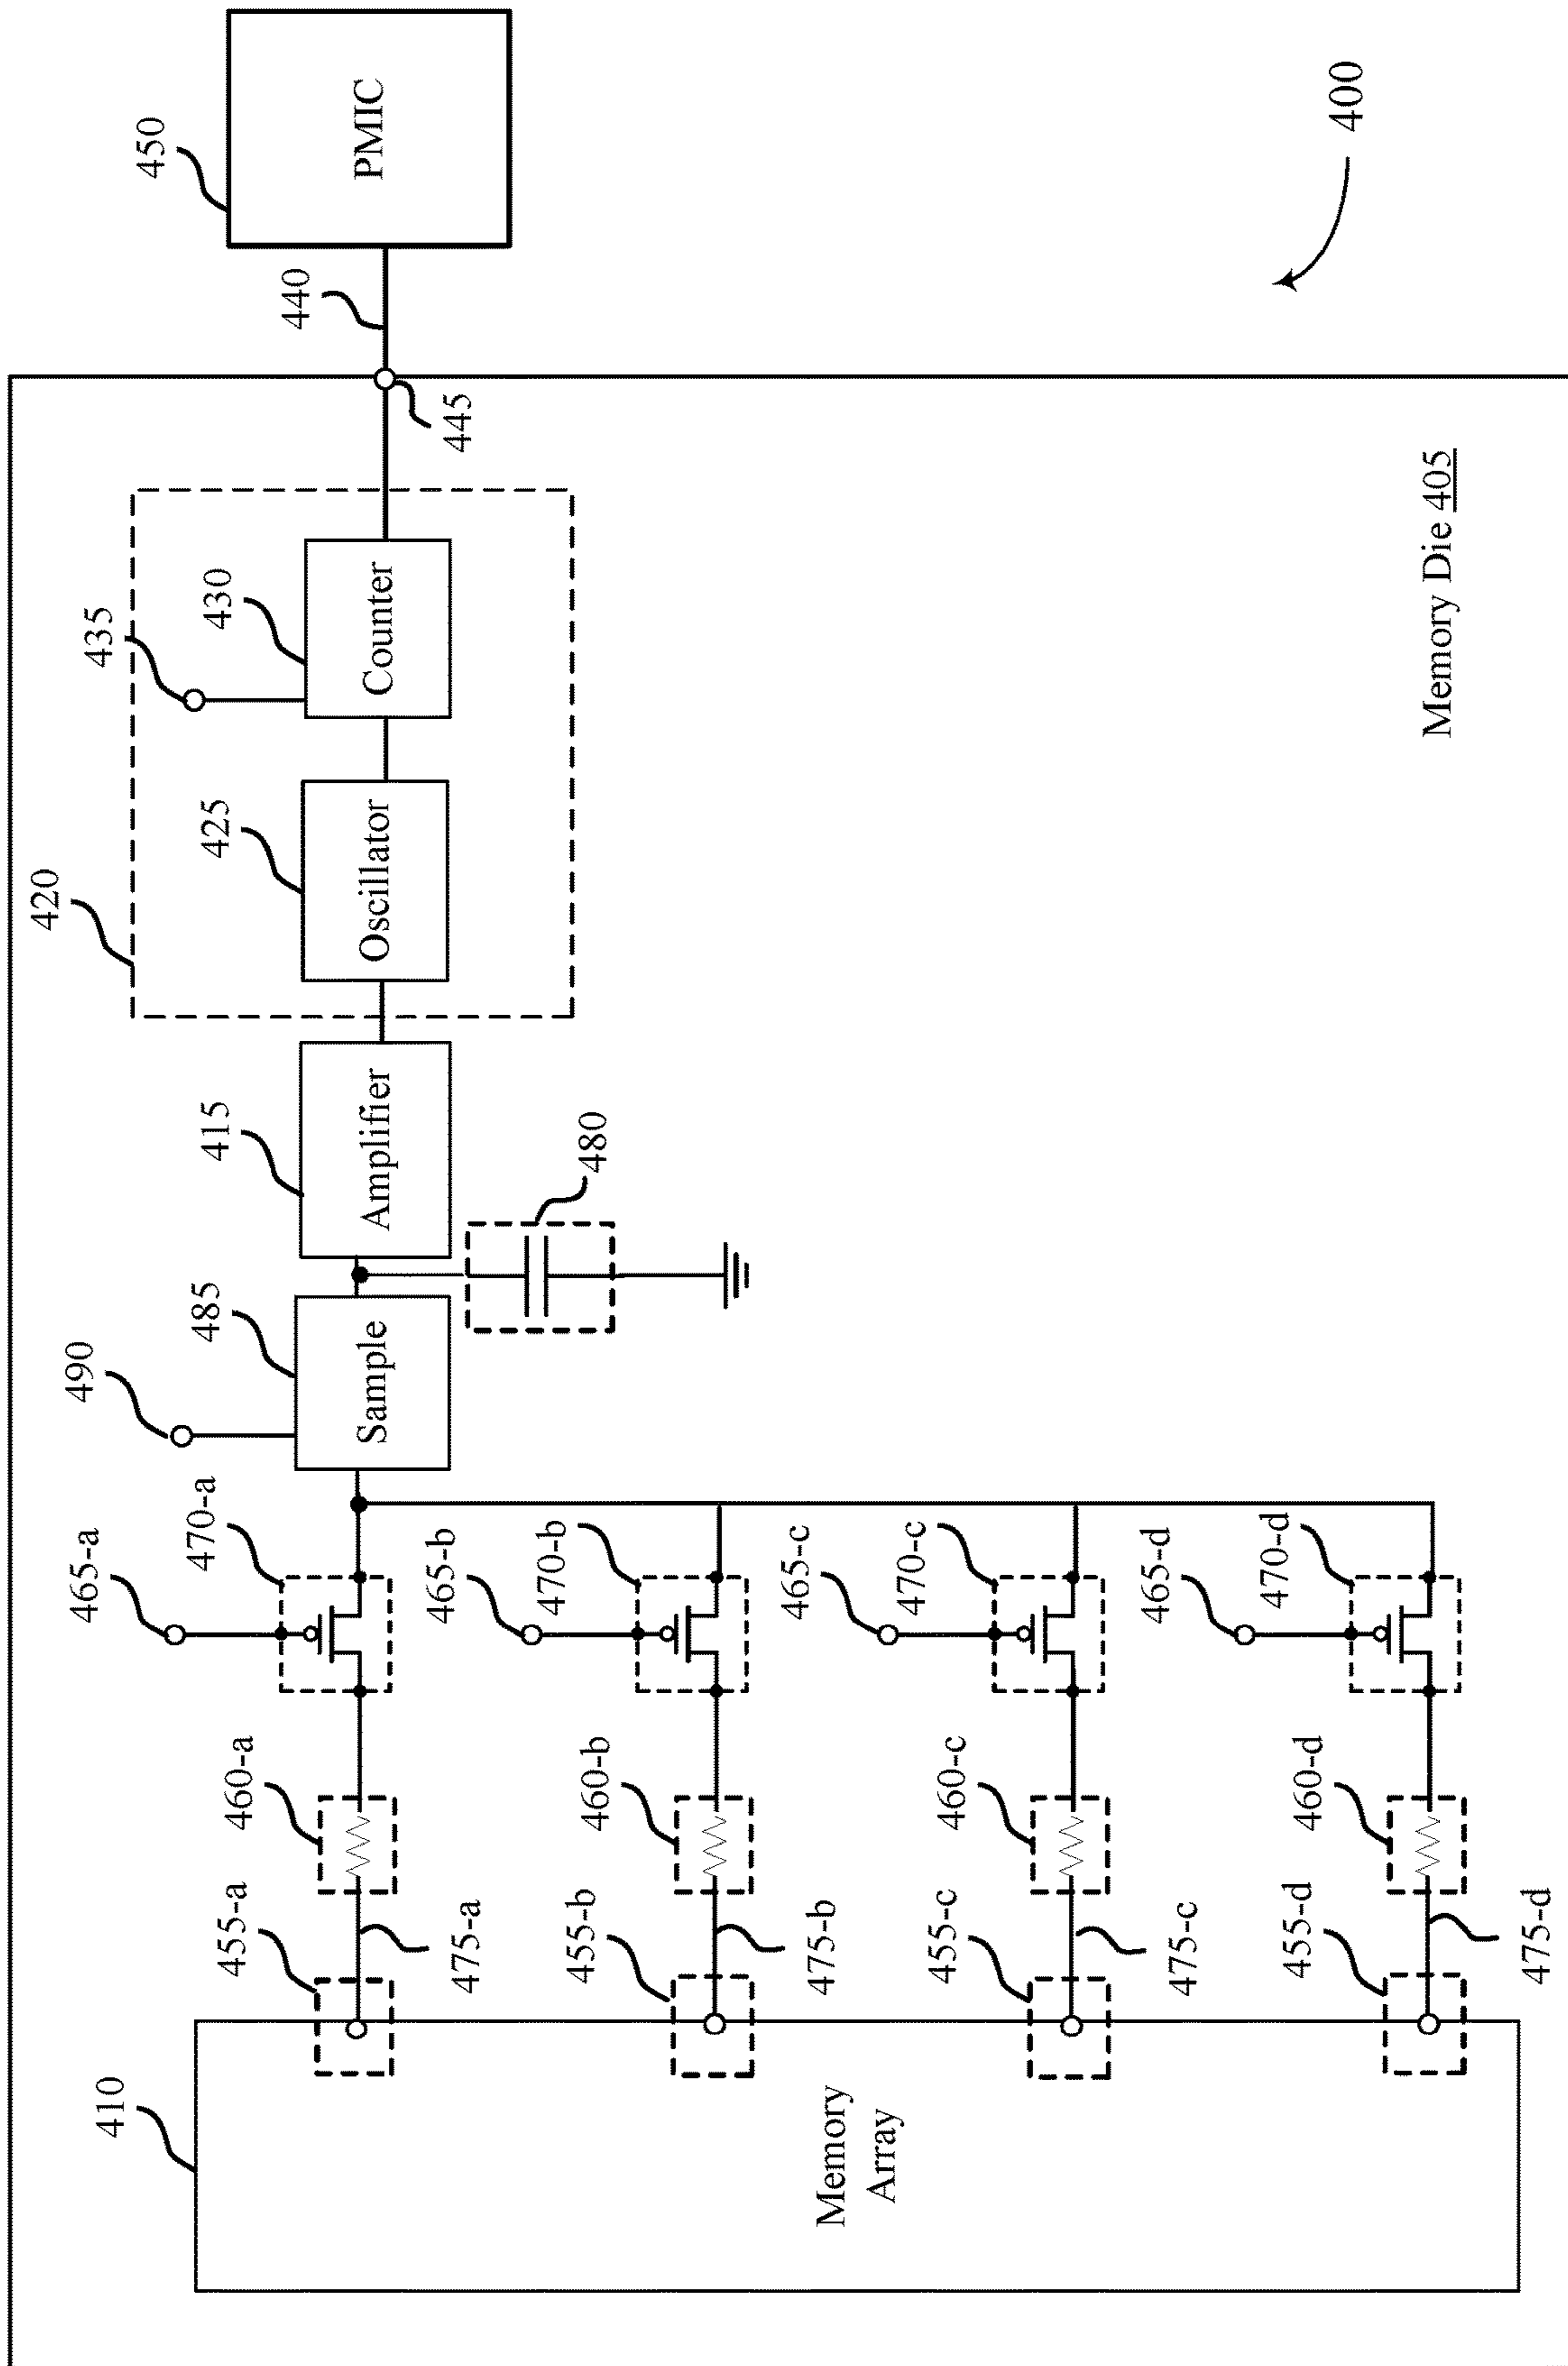 410
Memory
Array
455-a
475-a
460-a
465-a
470-a
455-b
475-b
460-b
465-b
470-b
455-c
475-c
460-c
465-c
470-c
455-d
475-d
460-d
465-d
470-d
490
485
Sample
480
415
Amplifier
420
425
Oscillator
435
430
Counter
445
440
450
PMIC
Memory Die 405
400